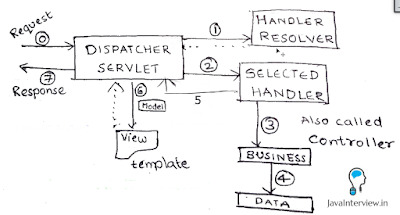 Request
0
7
Response
DISPATCHER
SERVLET
1
HANDLER
RESOLVER
2
SELECTED
HANDLER
5
6
Model
View
template
3
Also called
Controller
BUSINESS
4
DATA
JavaInterview.in